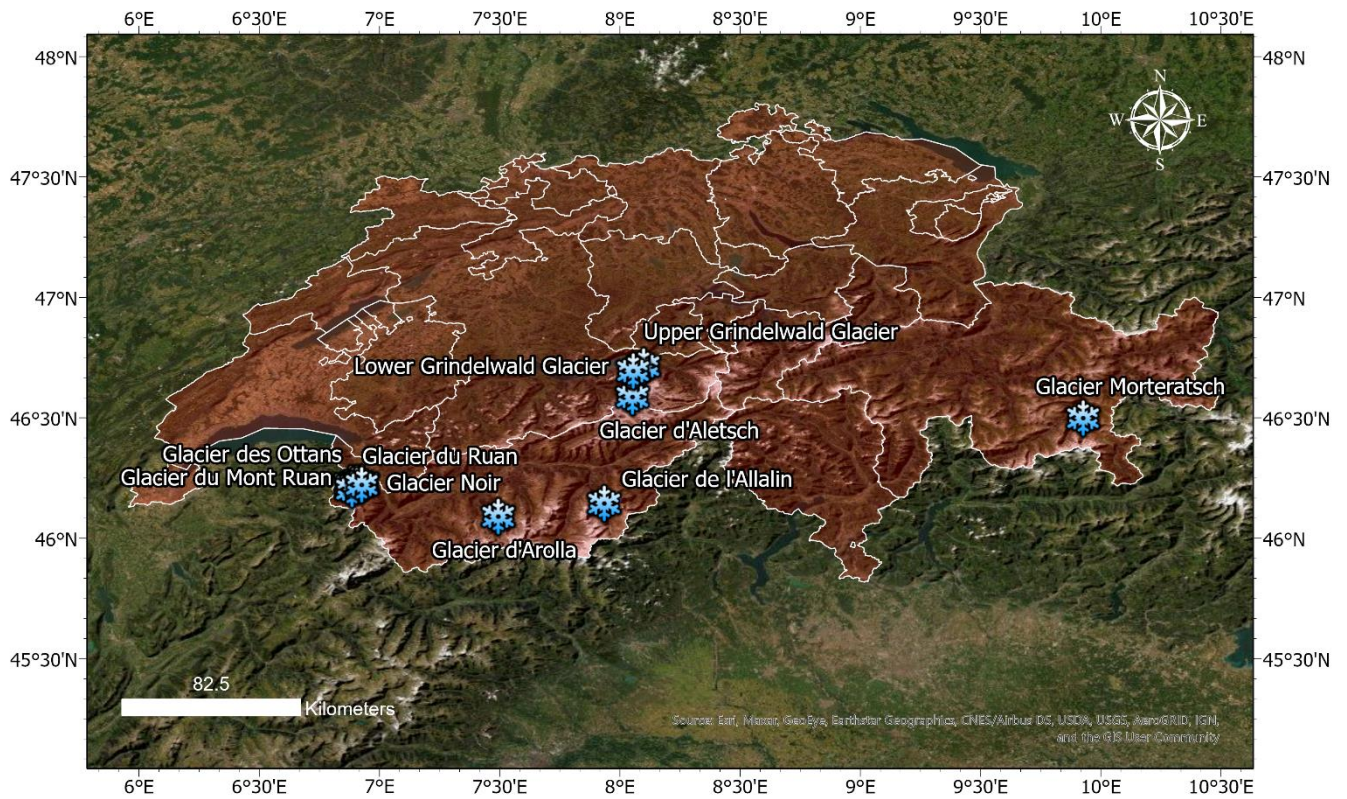 6°E 6°30'E 7°E 7°30'E 8°E 8°30'E 9°E 9°30'E 10°E 10°30'E
48°N 48°N
N
W E
S
47°30'N 47°30'N
47°N 47°N
Upper Grindelwald Glacier
Lower Grindelwald Glacier
Glacier Morteratsch
46°30'N 46°30'N
Glacier d'Aletsch
Glacier des Ottans Glacier du Ruan
Glacier du Mont Ruan Glacier Noir Glacier de l'Allalin
46°N 46°N
Glacier d'Arolla
45°30'N 45°30'N
82.5
Kilometers
Source: Esri, Maxar, GeoEye, Earthstar Geographics, CNES/Airbus DS, USDA, USGS, AeroGRID, IGN,
and the GIS User Community
6°E 6°30'E 7°E 7°30'E 8°E 8°30'E 9°E 9°30'E 10°E 10°30'E